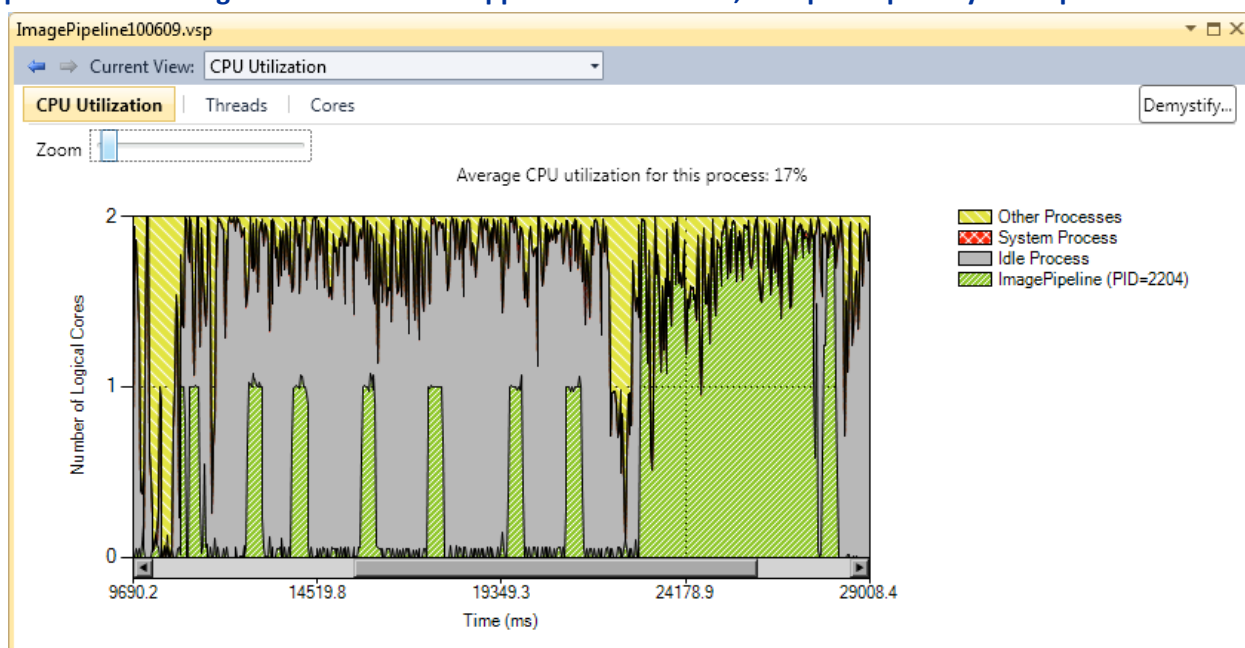 ImagePipeline100609.vsp
Current View: CPU Utilization
CPU Utilization Threads Cores Demystify...
Zoom
Average CPU utilization for this process: 17%
Other Processes
System Process
Idle Process
ImagePipeline (PID=2204)
Number of Logical Cores
2
1
0
9690.2 14519.8 19349.3 24178.9 29008.4
Time (ms)